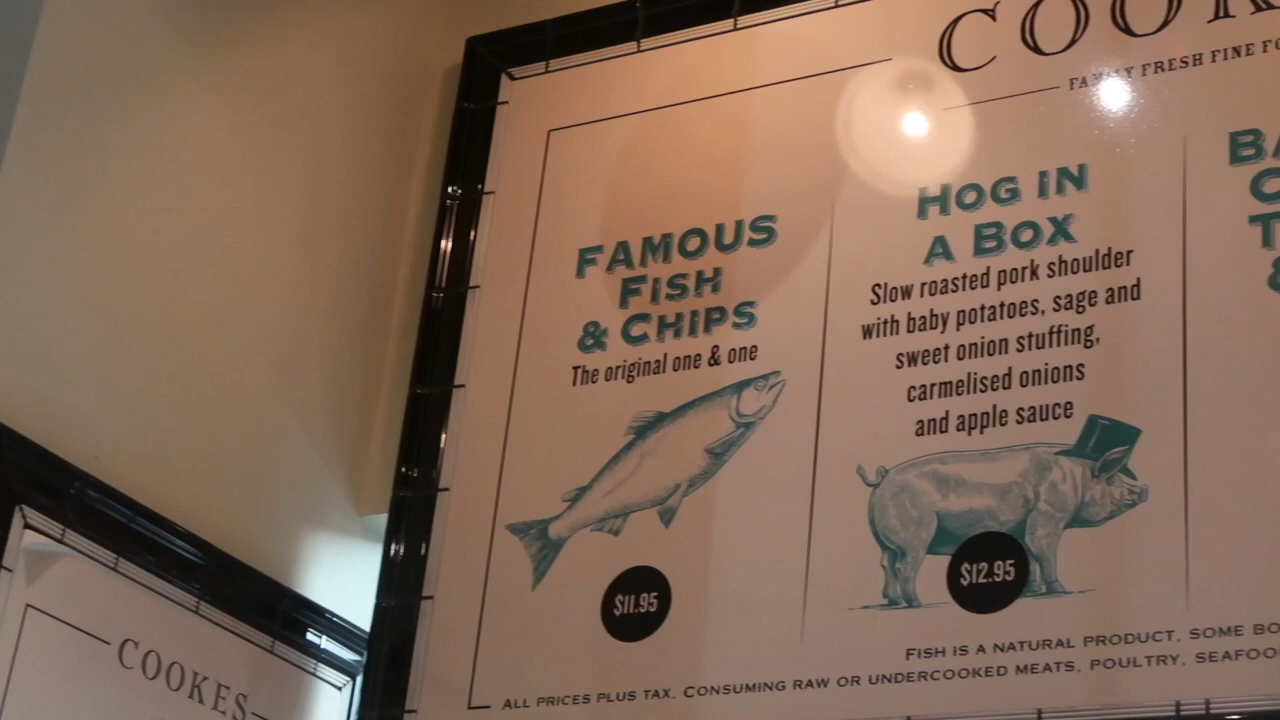 COOK
FAMILY FRESH FINE FO
FAMOUS
FISH
& CHIPS
The original one & one
$11.95
HOG IN
A BOX
Slow roasted pork shoulder
with baby potatoes, sage and
sweet onion stuffing,
carmelised onions
and apple sauce
$12.95
BA
C
T
&
FISH IS A NATURAL PRODUCT. SOME BO
ALL PRICES PLUS TAX. CONSUMING RAW OR UNDERCOOKED MEATS, POULTRY, SEAFOO
COOKES